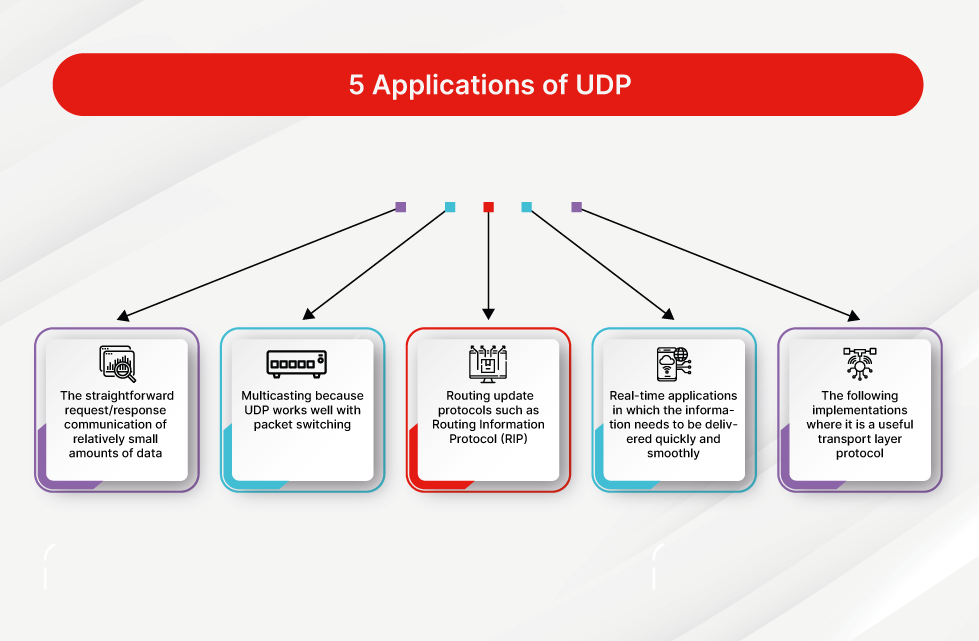 5 Applications of UDP
The straightforward
request/response
communication of
relatively small
amounts of data
Multicasting because
UDP works well with
packet switching
Routing update
protocols such as
Routing Information
Protocol (RIP)
Real-time applications
in which the informa-
tion needs to be deliv-
ered quickly and
smoothly
The following
implementations
where it is a useful
transport layer
protocol